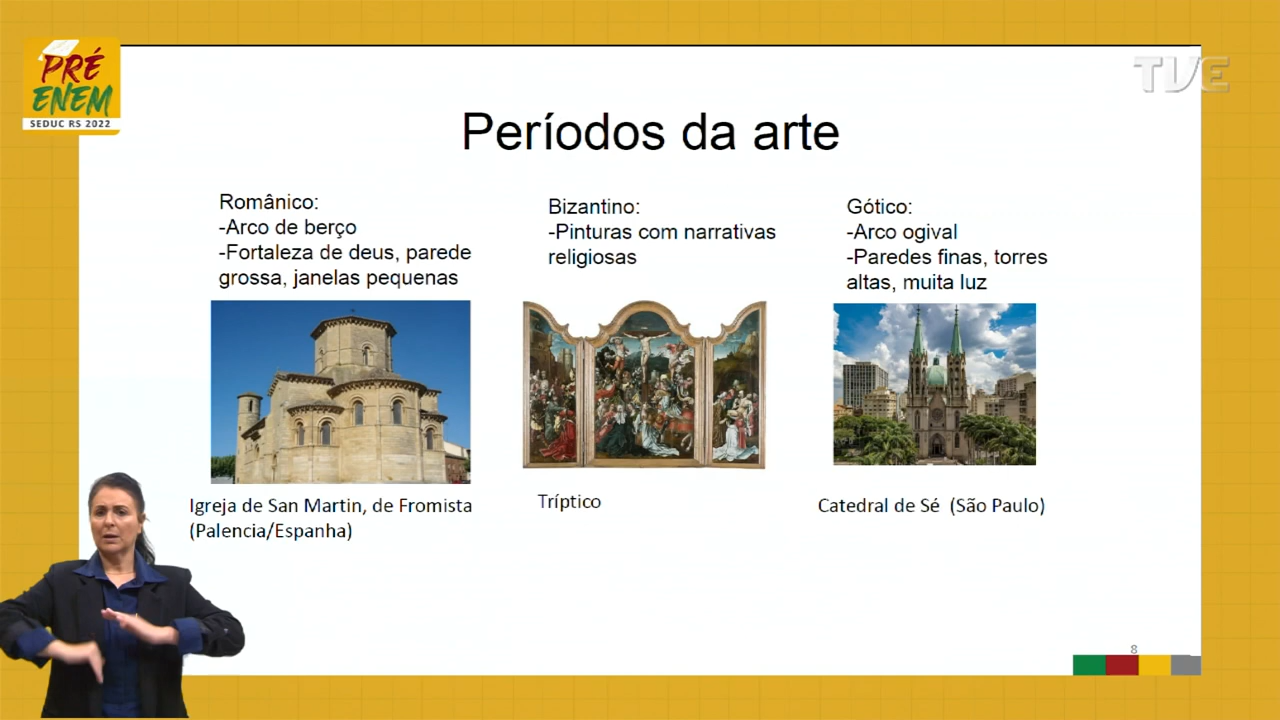 PRÉ
ENEM
SEDUC RS 2022
TVE
Períodos da arte
Românico:
-Arco de berço
-Fortaleza de deus, parede
grossa, janelas pequenas
Bizantino:
-Pinturas com narrativas
religiosas
Gótico:
-Arco ogival
-Paredes finas, torres
altas, muita luz
Igreja de San Martin, de Fromista
(Palencia/Espanha)
Tríptico
Catedral de Sé (São Paulo)
8